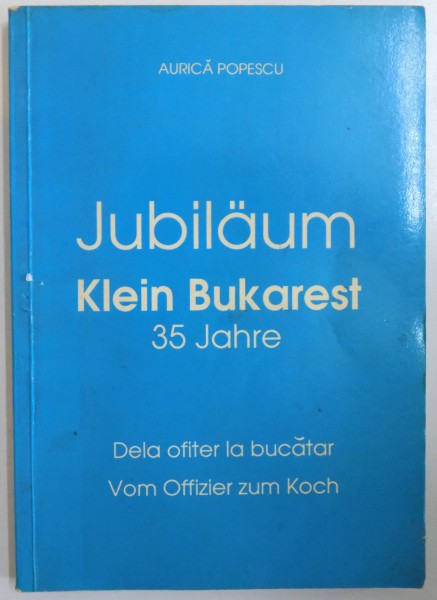 AURICĂ POPESCU
Jubiläum
Klein Bukarest
35 Jahre
Dela ofiter la bucătar
Vom Offizier zum Koch